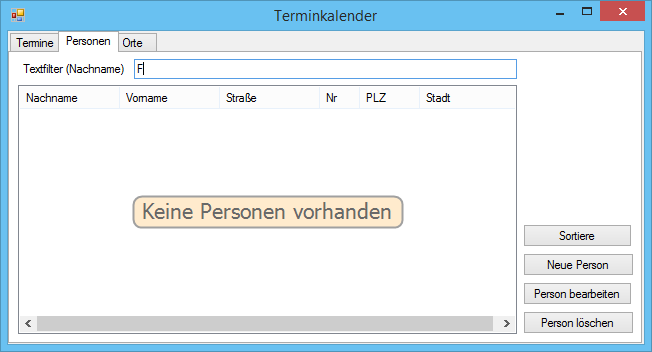 Terminkalender
Termine Personen Orte
Textfilter (Nachname) F
Nachname Vorname Straße Nr PLZ Stadt
Keine Personen vorhanden
Sortiere
Neue Person
Person bearbeiten
Person löschen